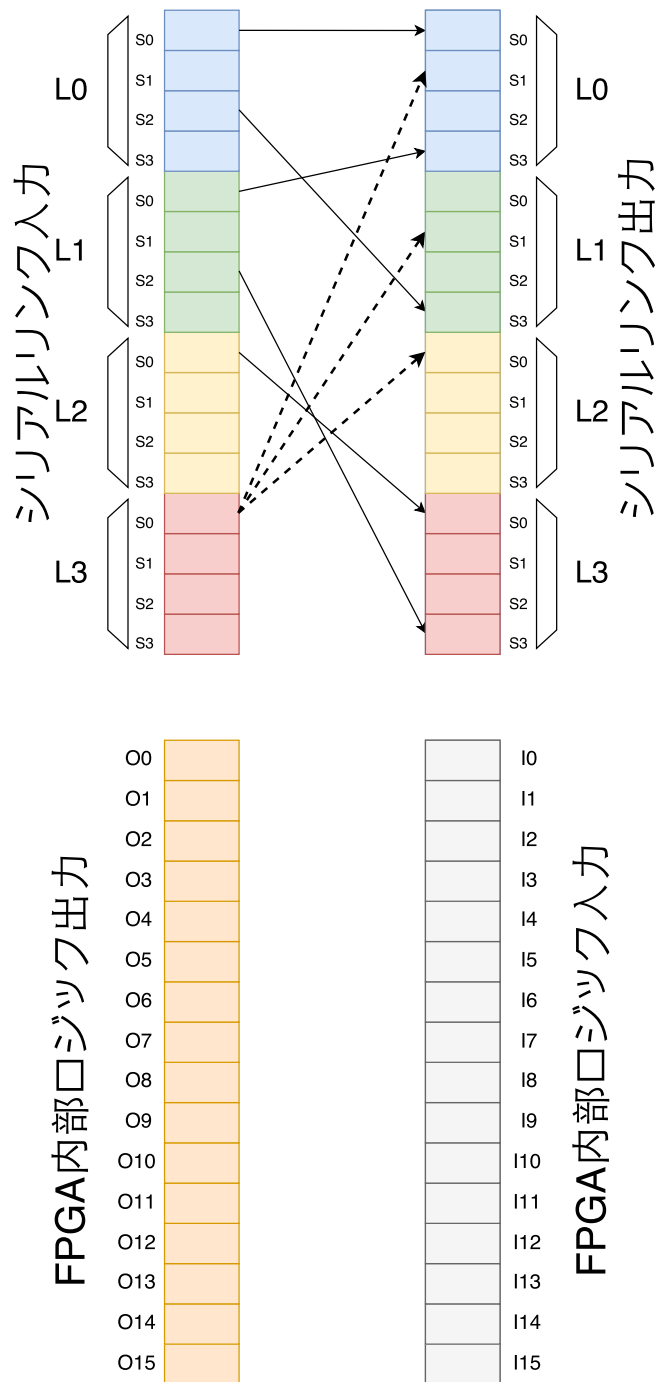 シリアルリンク入力
L0
S0
S1
S2
S3
L1
S0
S1
S2
S3
L2
S0
S1
S2
S3
L3
S0
S1
S2
S3
シリアルリンク出力
S0
S1
S2
S3
L0
S0
S1
S2
S3
L1
S0
S1
S2
S3
L2
S0
S1
S2
S3
L3
FPGA内部ロジック出力
O0
O1
O2
O3
O4
O5
O6
O7
O8
O9
O10
O11
O12
O13
O14
O15
I0
I1
I2
I3
I4
I5
I6
I7
I8
I9
I10
I11
I12
I13
I14
I15
FPGA内部ロジック入力